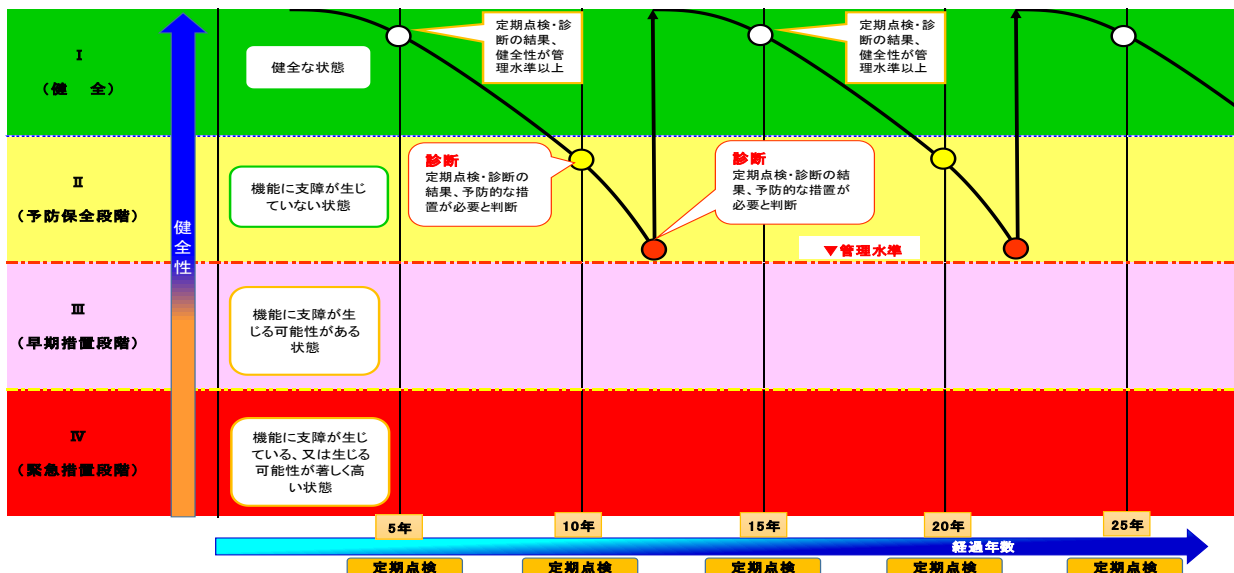 Ⅰ
（健　全）
健全な状態
定期点検・診
断の結果、
健全性が管
理水準以上
定期点検・診
断の結果、
健全性が管
理水準以上
Ⅱ
（予防保全段階）
機能に支障が生じ
ていない状態
診断
定期点検・診断の
結果、予防的な措
置が必要と判断
診断
定期点検・診断の結
果、予防的な措置が
必要と判断
▼管理水準
健全性
Ⅲ
（早期措置段階）
機能に支障が生
じる可能性がある
状態
Ⅳ
（緊急措置段階）
機能に支障が生じ
ている、又は生じる
可能性が著しく高
い状態
5年
10年
15年
20年
25年
経過年数
定期点検
定期点検
定期点検
定期点検
定期点検